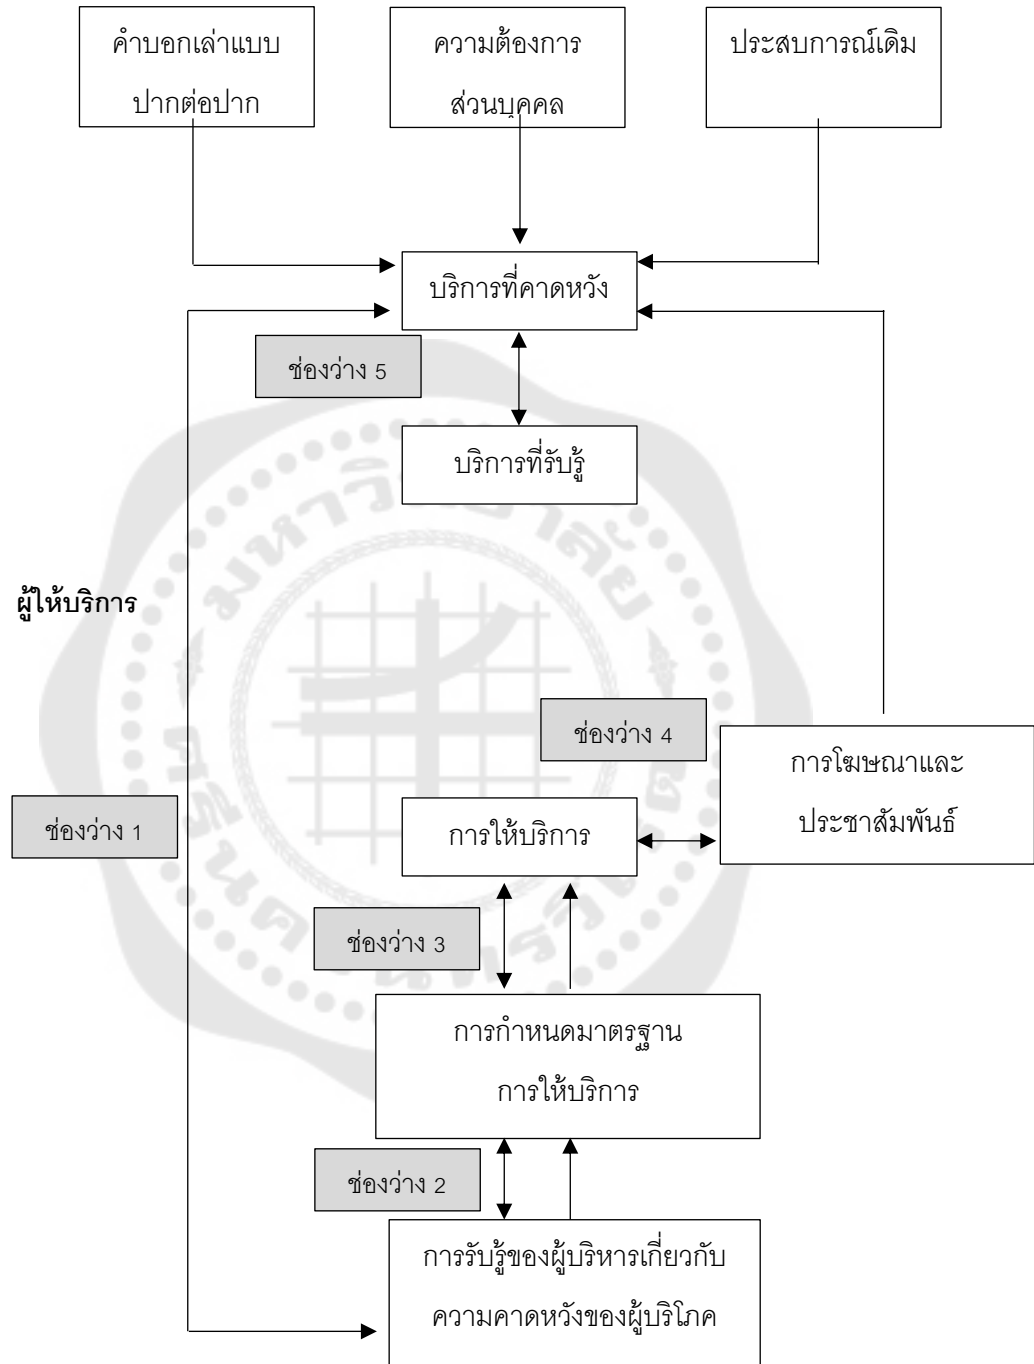 คำบอกเล่าแบบ
ปากต่อปาก
ความต้องการ
ส่วนบุคคล
ประสบการณ์เดิม
บริการที่คาดหวัง
ช่องว่าง 5
บริการที่รับรู้
ผู้ให้บริการ
ช่องว่าง 4
การโฆษณาและ
ประชาสัมพันธ์
ช่องว่าง 1
การให้บริการ
ช่องว่าง 3
การกำหนดมาตรฐาน
การให้บริการ
ช่องว่าง 2
การรับรู้ของผู้บริหารเกี่ยวกับ
ความคาดหวังของผู้บริโภค